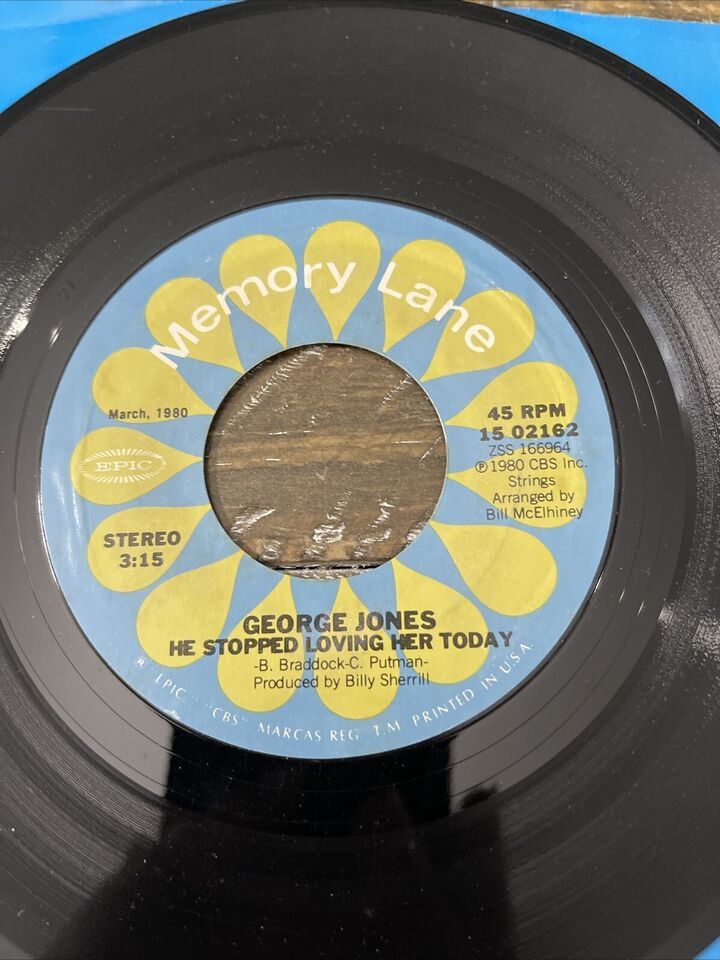 Memory Lane
March, 1980
EPIC
STEREO
3:15
45 RPM
15 02162
ZSS 166964
℗ 1980 CBS Inc.
Strings
Arranged by
Bill McElhiney
GEORGE JONES
HE STOPPED LOVING HER TODAY
-B. Braddock-C. Putman-
Produced by Billy Sherrill
® "EPIC," "CBS" MARCAS REG. T.M. PRINTED IN U.S.A.